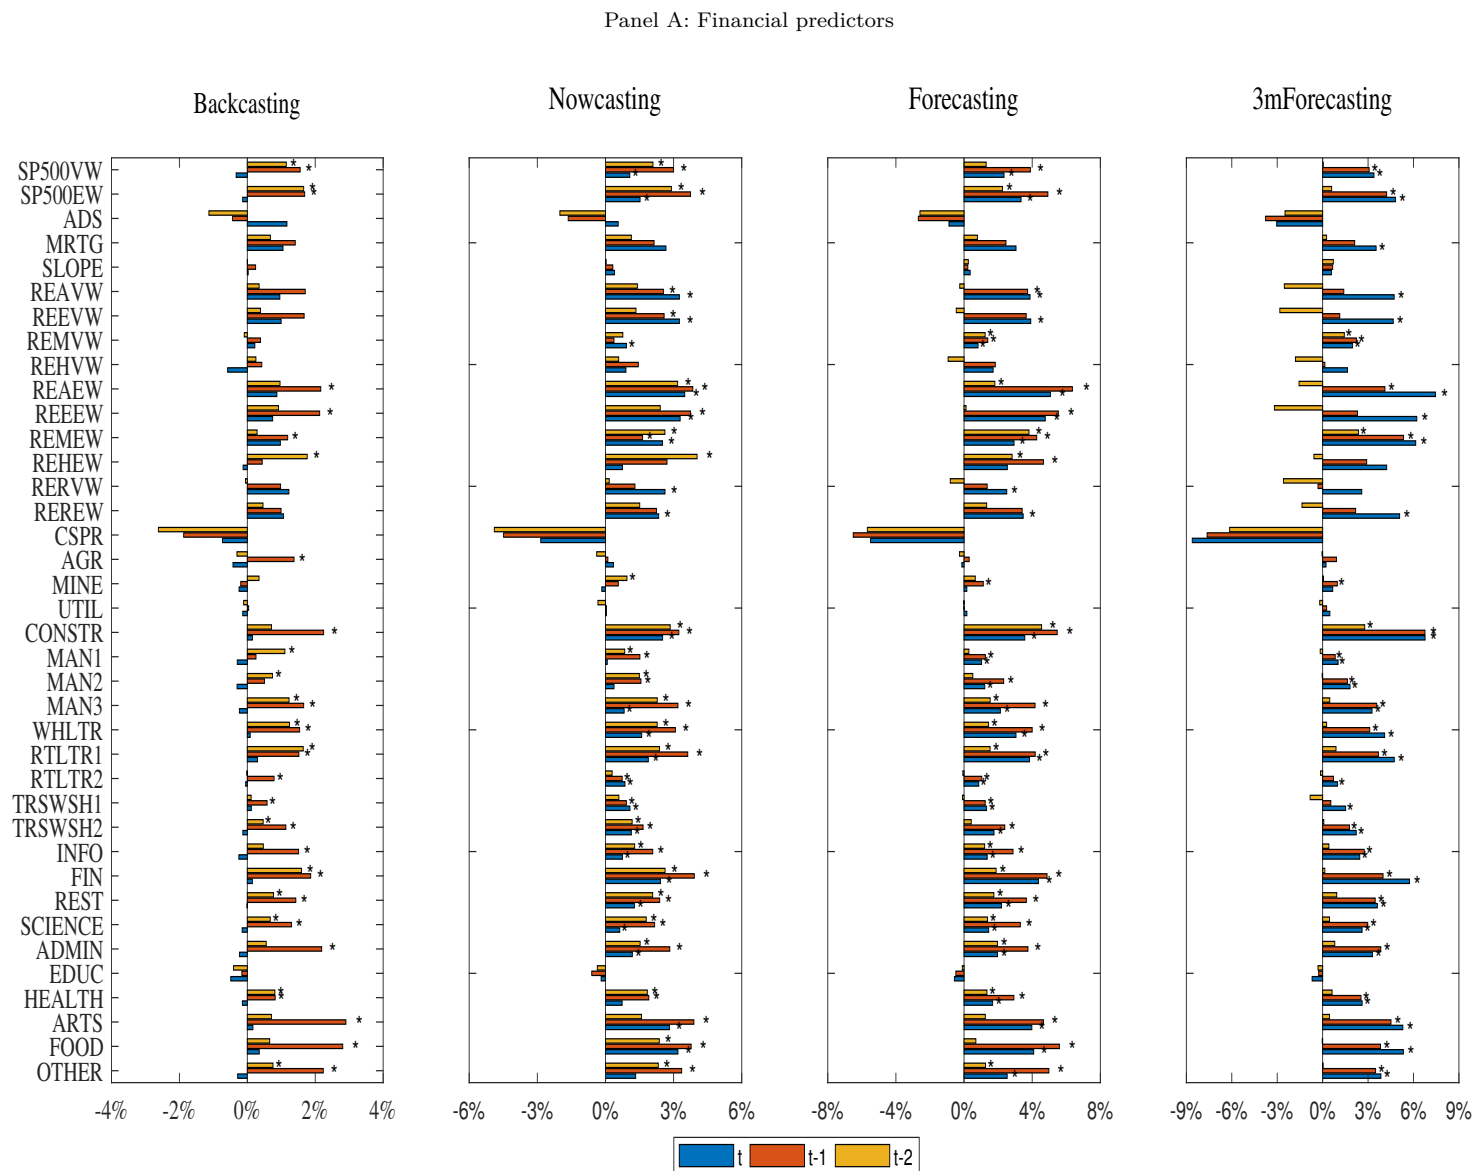 Panel A: Financial predictors
Backcasting
Nowcasting
Forecasting
3mForecasting
SP500VW
SP500EW
ADS
MRTG
SLOPE
REAVW
REEVW
REMVW
REHVW
REAEW
REEEW
REMEW
REHEW
RERVW
REREW
CSPR
AGR
MINE
UTIL
CONSTR
MAN1
MAN2
MAN3
WHLTR
RTLTR1
RTLTR2
TRSWSH1
TRSWSH2
INFO
FIN
REST
SCIENCE
ADMIN
EDUC
HEALTH
ARTS
FOOD
OTHER
-4% -2% 0% 2% 4%
-6% -3% 0% 3% 6%
-8% -4% 0% 4% 8%
-9% -6% -3% 0% 3% 6% 9%
t t-1 t-2